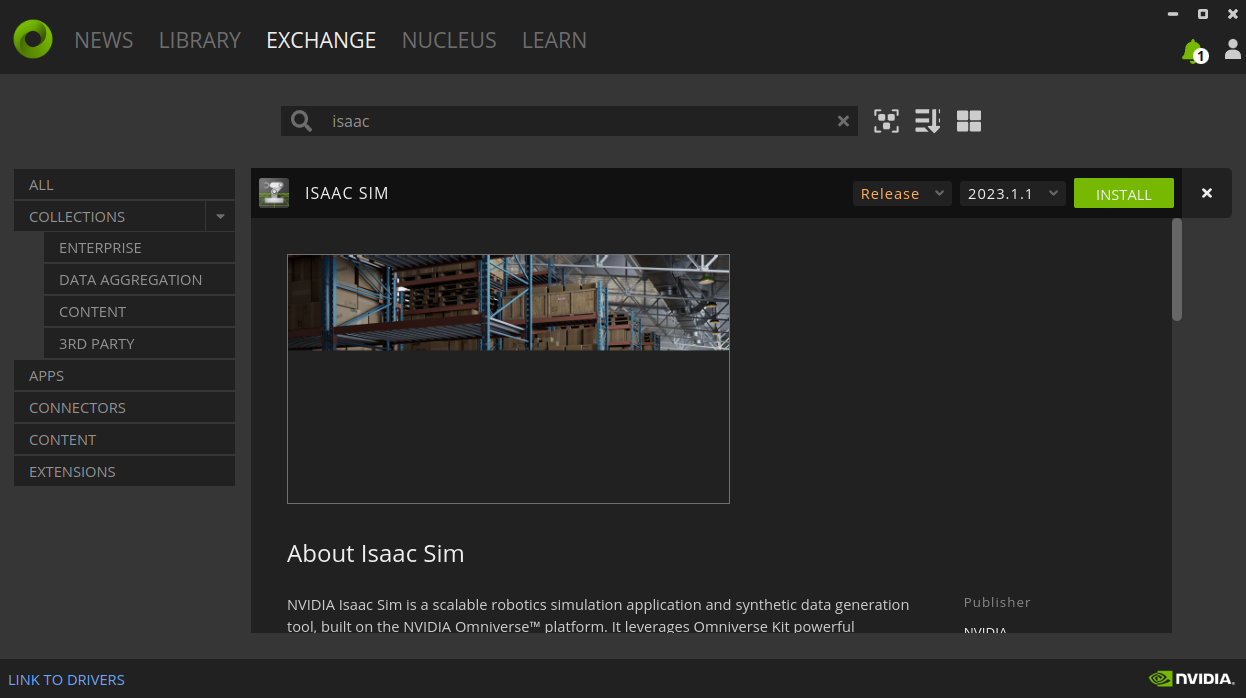 NEWS LIBRARY EXCHANGE NUCLEUS LEARN
1
isaac
ALL
COLLECTIONS
ENTERPRISE
DATA AGGREGATION
CONTENT
3RD PARTY
APPS
CONNECTORS
CONTENT
EXTENSIONS
ISAAC SIM Release 2023.1.1 INSTALL
About Isaac Sim
NVIDIA Isaac Sim is a scalable robotics simulation application and synthetic data generation
tool, built on the NVIDIA Omniverse™ platform. It leverages Omniverse Kit powerful
Publisher
NVIDIA
LINK TO DRIVERS
NVIDIA.